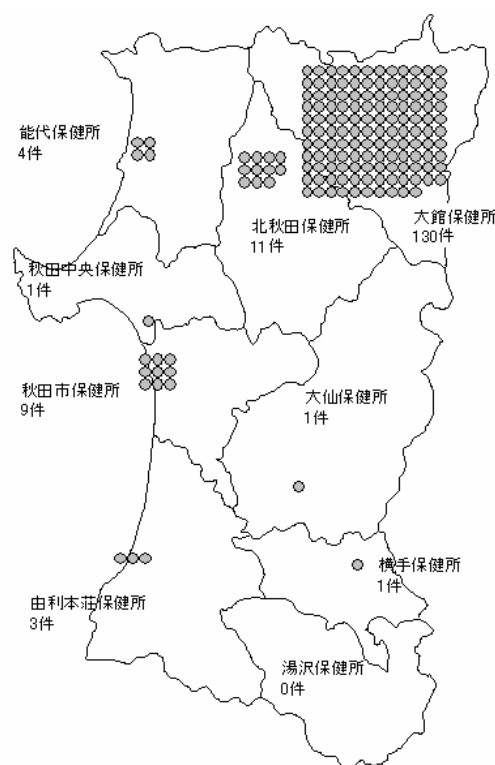 能代保健所
4件
大館保健所
130件
北秋田保健所
11件
秋田中央保健所
1件
秋田市保健所
9件
大仙保健所
1件
横手保健所
1件
由利本荘保健所
3件
湯沢保健所
0件